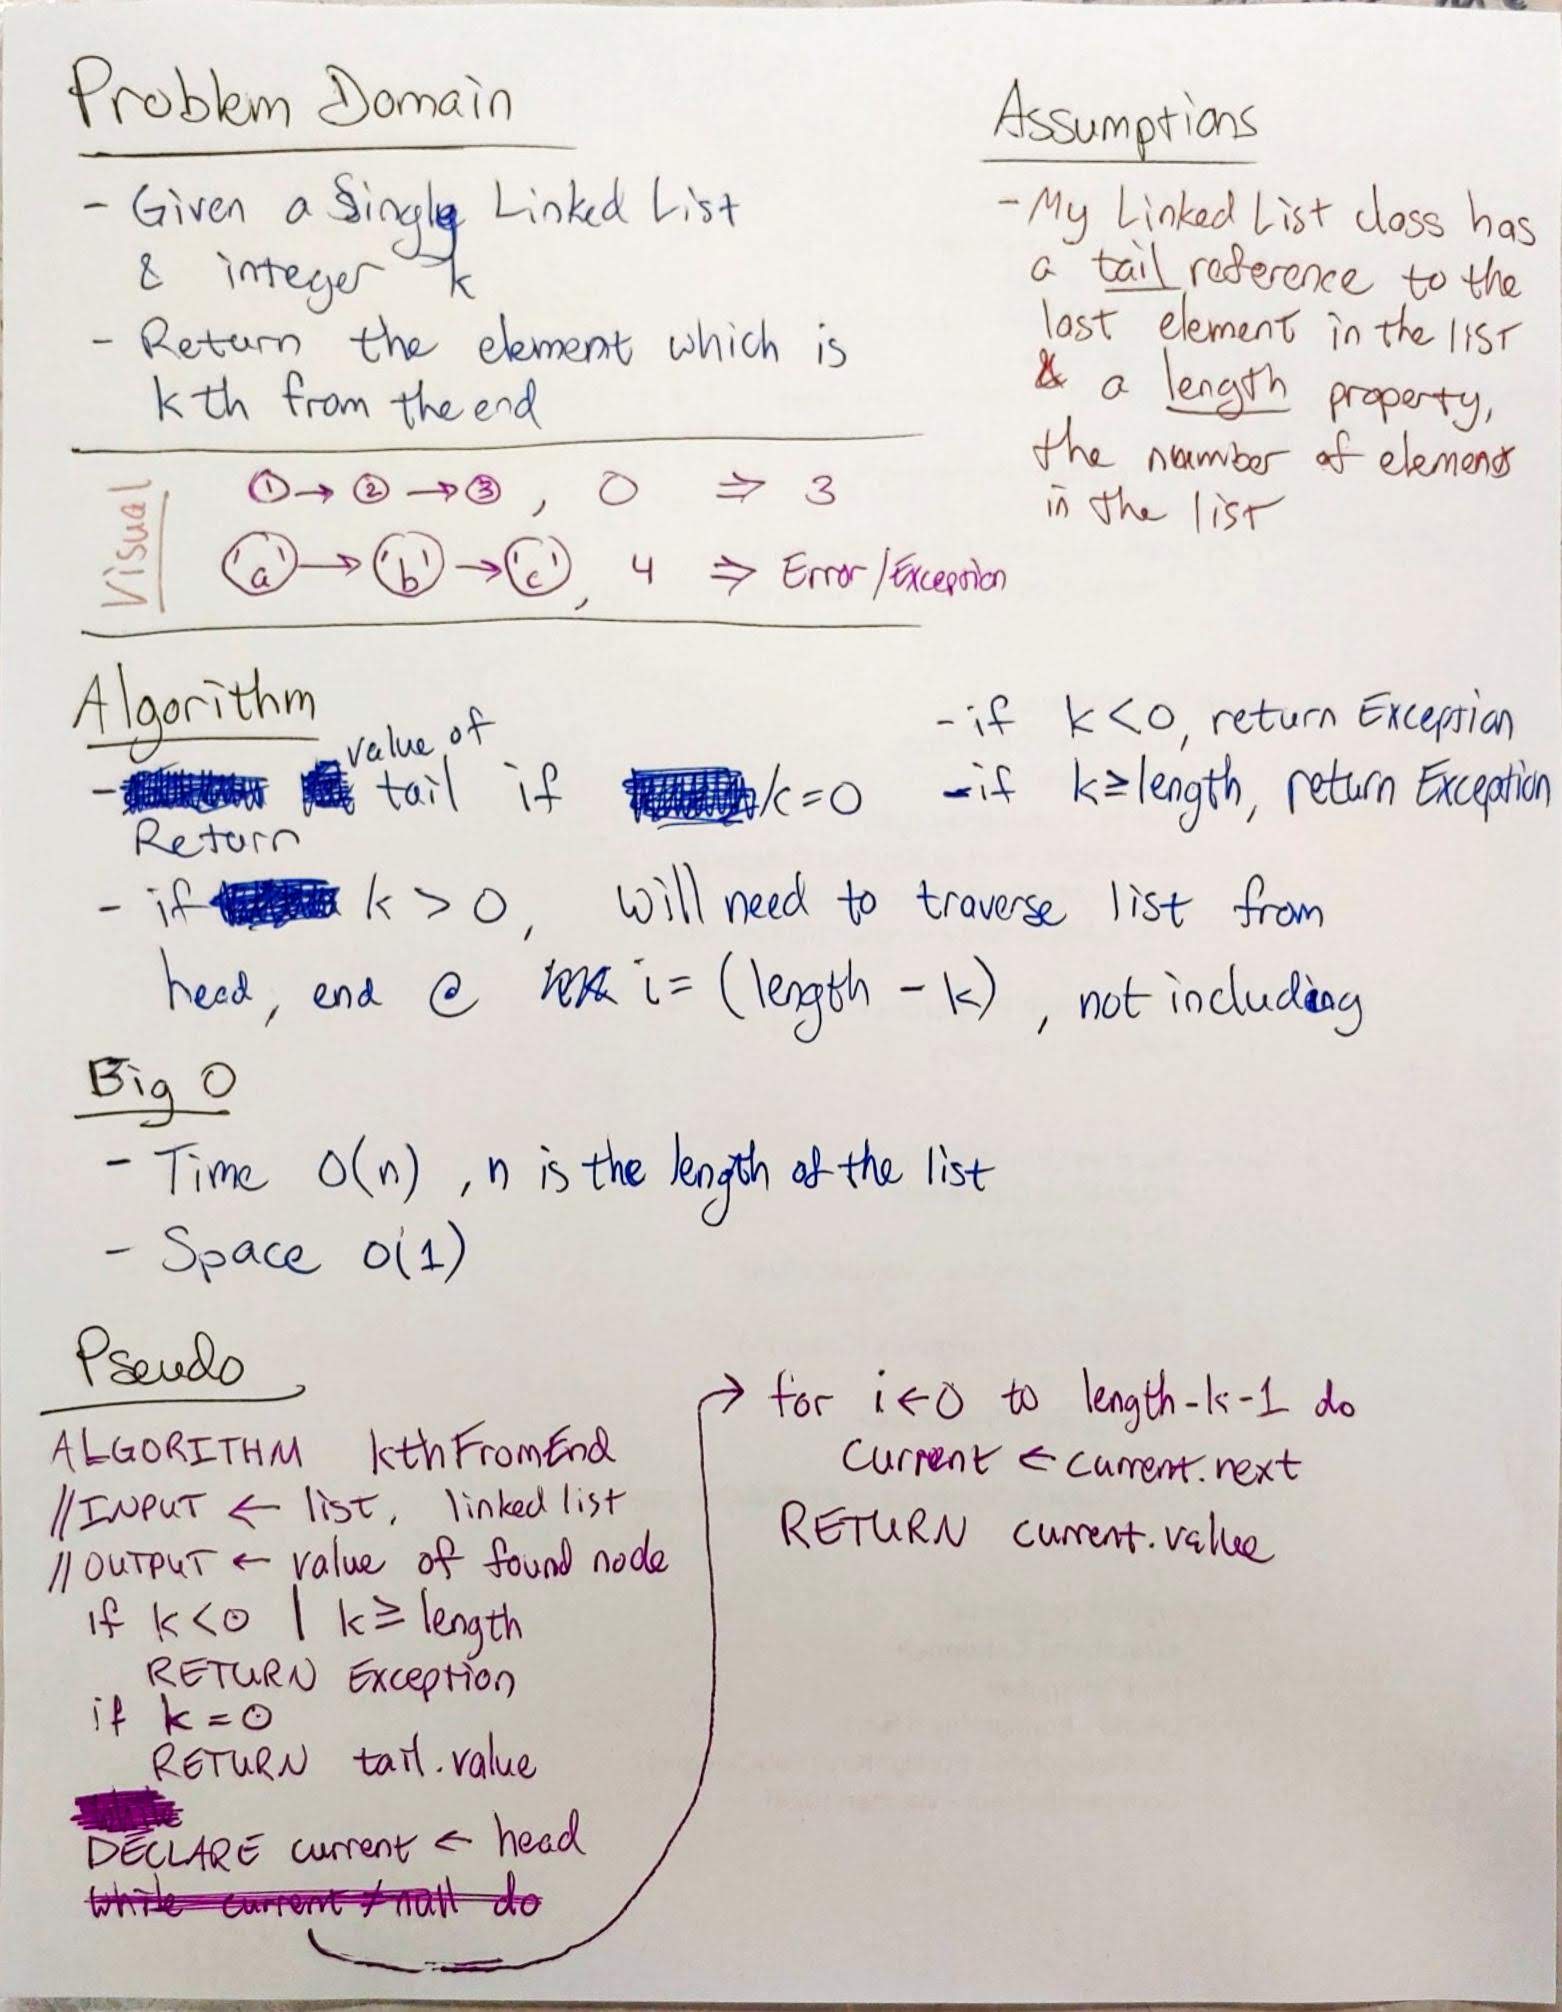 Problem Domain
- Given a Singly Linked List
& integer k
- Return the element which is
kth from the end
Assumptions
- My Linked List class has
a tail reference to the
last element in the list
& a length property,
the number of elements
in the list
Visual
1 → 2 → 3 , 0 ⇒ 3
'a' → 'b' → 'c' , 4 ⇒ Error/Exception
Algorithm
value of
- tail if k=0
Return
- if k > 0, will need to traverse list from
head, end @ i = (length - k) , not including
- if k<0, return Exception
- if k≥length, return Exception
Big O
- Time O(n) , n is the length of the list
- Space O(1)
Pseudo
ALGORITHM kthFromEnd
//INPUT ← list, linked list
//OUTPUT ← value of found node
if k<0 | k≥length
RETURN Exception
if k=0
RETURN tail.value
DECLARE current ← head
while current ≠ null do
→ for i←0 to length-k-1 do
current ← current.next
RETURN current.value